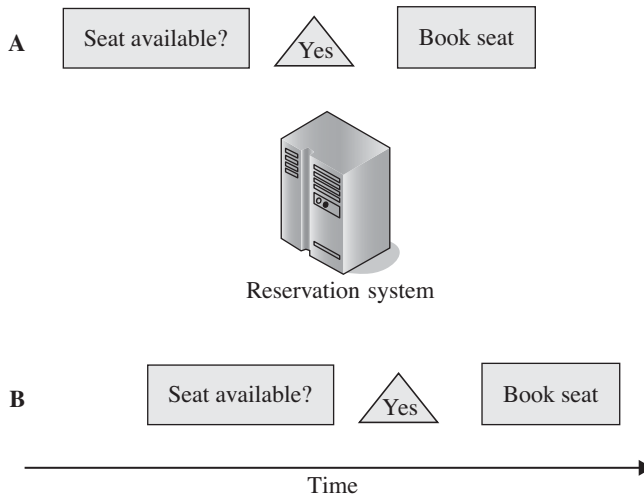 A
Seat available?
Yes
Book seat
Reservation system
B
Seat available?
Yes
Book seat
Time